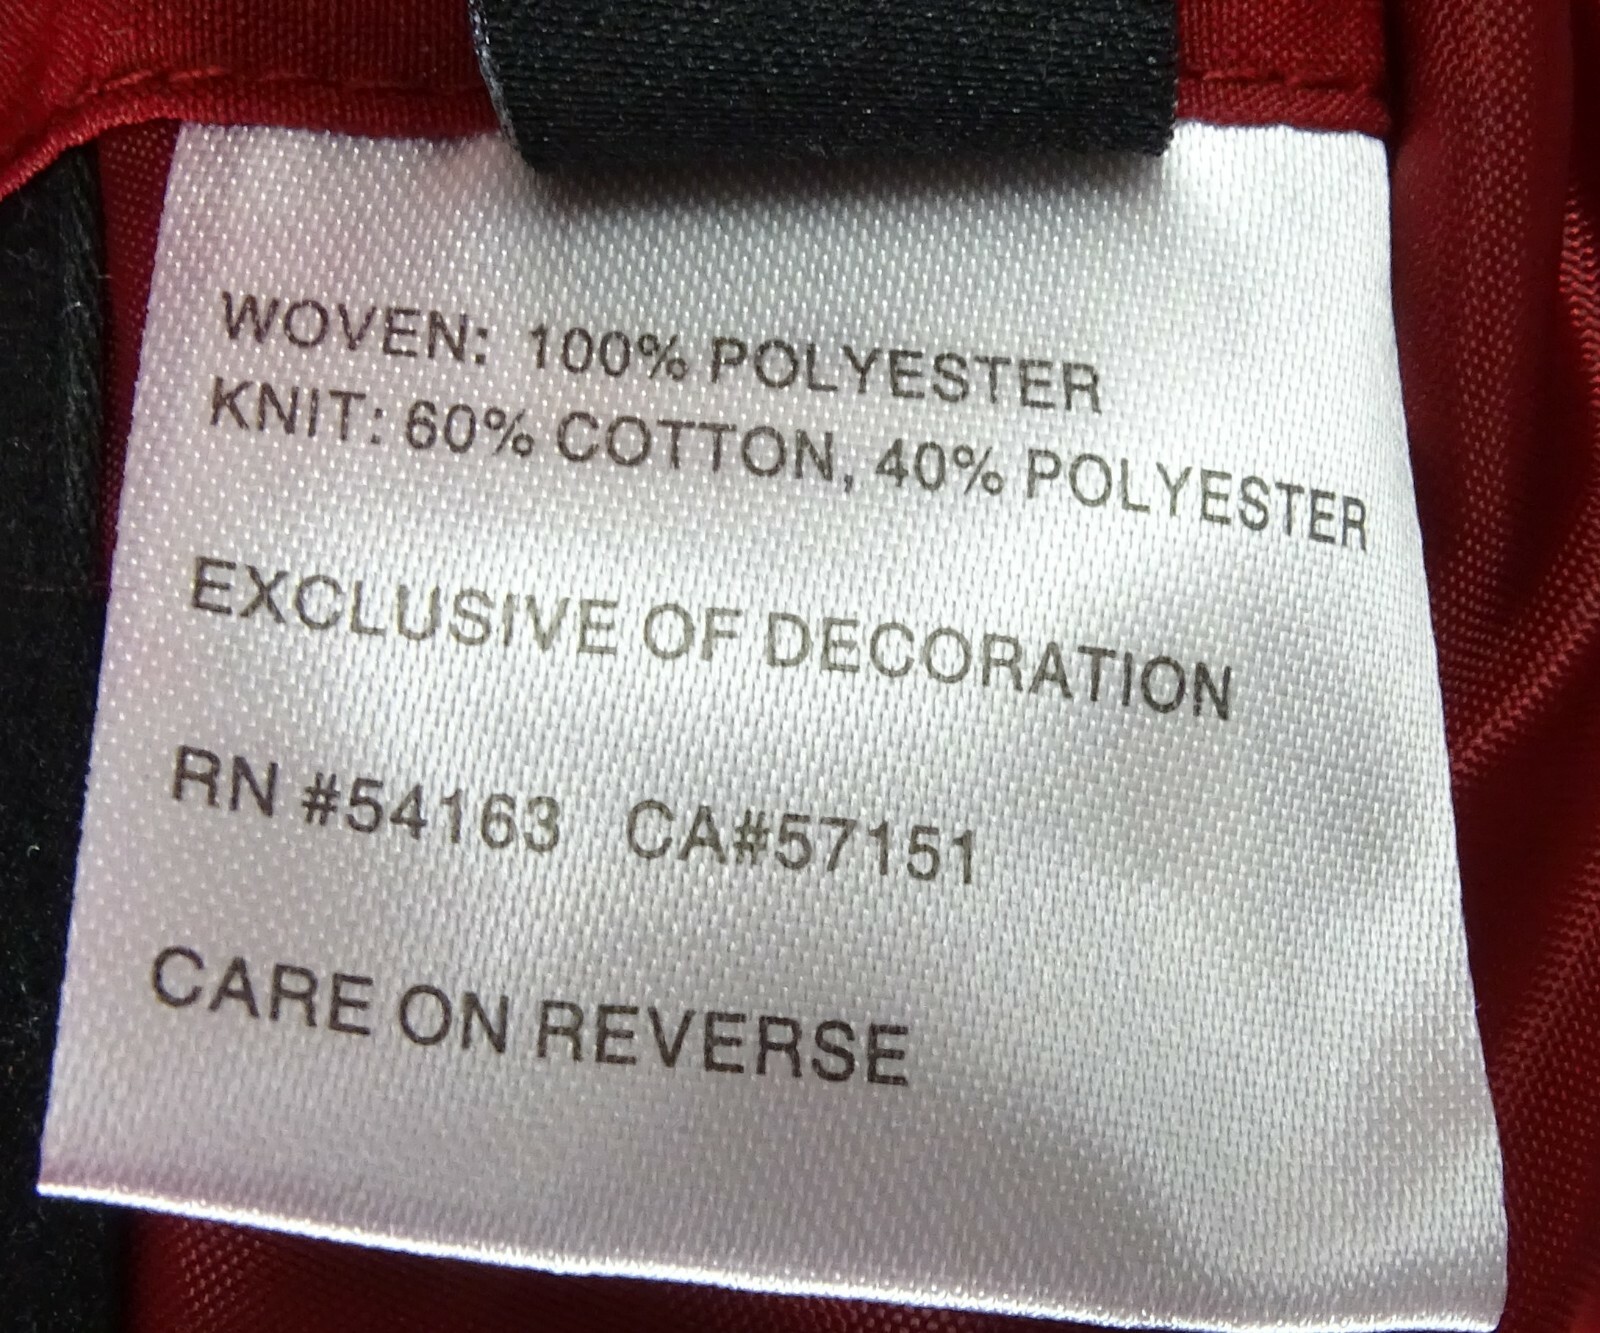 WOVEN: 100% POLYESTER
KNIT: 60% COTTON, 40% POLYESTER
EXCLUSIVE OF DECORATION
RN #54163 CA#57151
CARE ON REVERSE